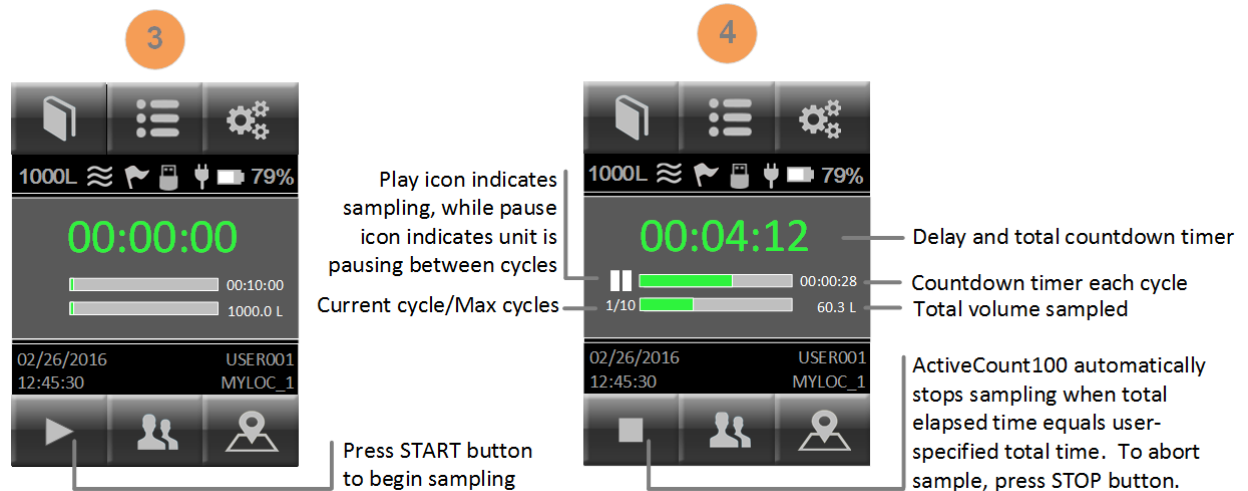 3
1000L 79%
00:00:00
00:10:00
1000.0 L
02/26/2016 USER001
12:45:30 MYLOC_1
Press START button
to begin sampling
4
1000L 79%
Play icon indicates
sampling, while pause
icon indicates unit is
pausing between cycles
00:04:12
Delay and total countdown timer
00:00:28
Countdown timer each cycle
Current cycle/Max cycles
1/10
60.3 L
Total volume sampled
02/26/2016 USER001
12:45:30 MYLOC_1
ActiveCount100 automatically
stops sampling when total
elapsed time equals user-
specified total time. To abort
sample, press STOP button.